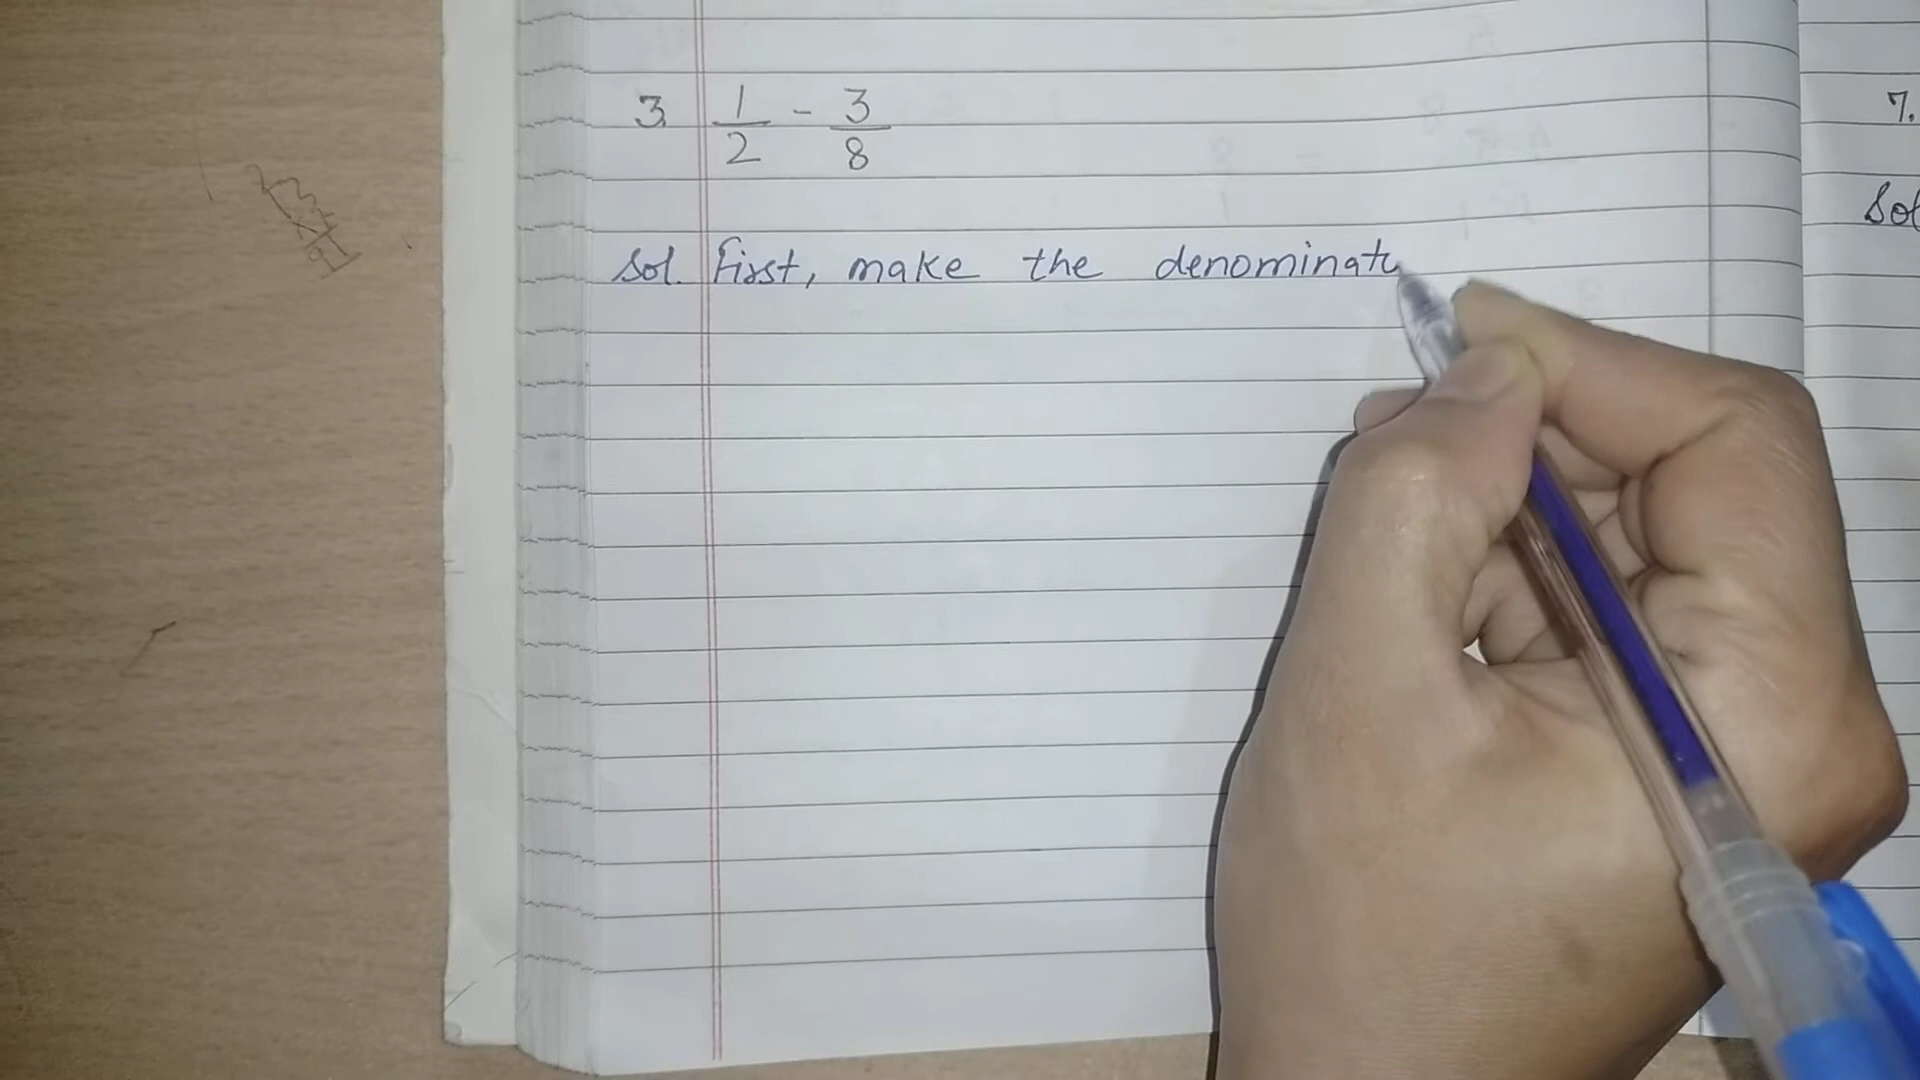 3. 1/2 - 3/8
Sol. First, make the denominat
7.
Sol